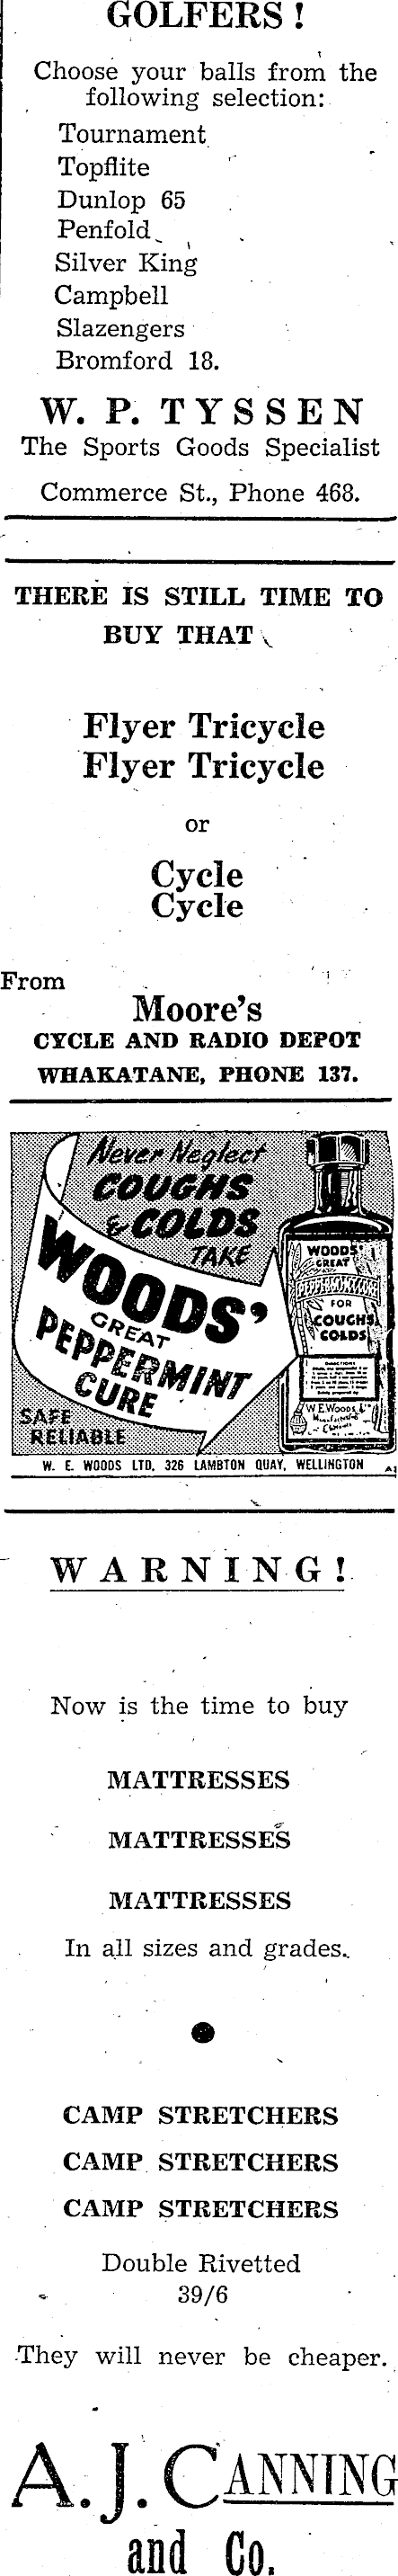 GOLFERS!
Choose your balls from the
following selection:
Tournament
Topflite
Dunlop 65
Penfold
Silver King
Campbell
Slazengers
Bromford 18.
W. P. TYSSEN
The Sports Goods Specialist
Commerce St., Phone 468.
THERE IS STILL TIME TO
BUY THAT
Flyer Tricycle
Flyer Tricycle
or
Cycle
Cycle
From
Moore's
CYCLE AND RADIO DEPOT
WHAKATANE, PHONE 137.
Never Neglect
COUGHS
& COLDS
TAKE
WOODS'
GREAT
PEPPERMINT
CURE
SAFE
RELIABLE
WOODS'
GREAT
PEPPERMINT CURE
FOR
COUGHS
COLDS
DIRECTIONS
W.E. Woods Ltd
W. E. WOODS LTD. 326 LAMBTON QUAY, WELLINGTON
WARNING!
Now is the time to buy
MATTRESSES
MATTRESSES
MATTRESSES
In all sizes and grades.
CAMP STRETCHERS
CAMP STRETCHERS
CAMP STRETCHERS
Double Rivetted
39/6
They will never be cheaper.
A. J. CANNING
and Co.